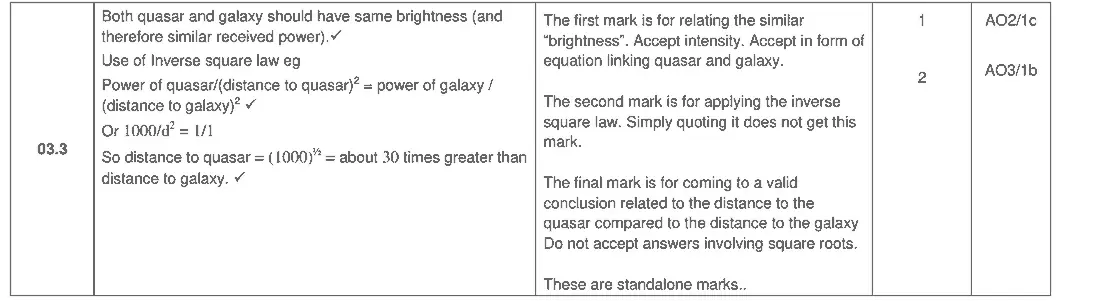 03.3
Both quasar and galaxy should have same brightness (and
therefore similar received power).✓
Use of Inverse square law eg
Power of quasar/(distance to quasar)² = power of galaxy /
(distance to galaxy)² ✓
Or 1000/d² = 1/1
So distance to quasar = (1000)^½ = about 30 times greater than
distance to galaxy. ✓
The first mark is for relating the similar
“brightness”. Accept intensity. Accept in form of
equation linking quasar and galaxy.
The second mark is for applying the inverse
square law. Simply quoting it does not get this
mark.
The final mark is for coming to a valid
conclusion related to the distance to the
quasar compared to the distance to the galaxy
Do not accept answers involving square roots.
These are standalone marks..
1
2
AO2/1c
AO3/1b